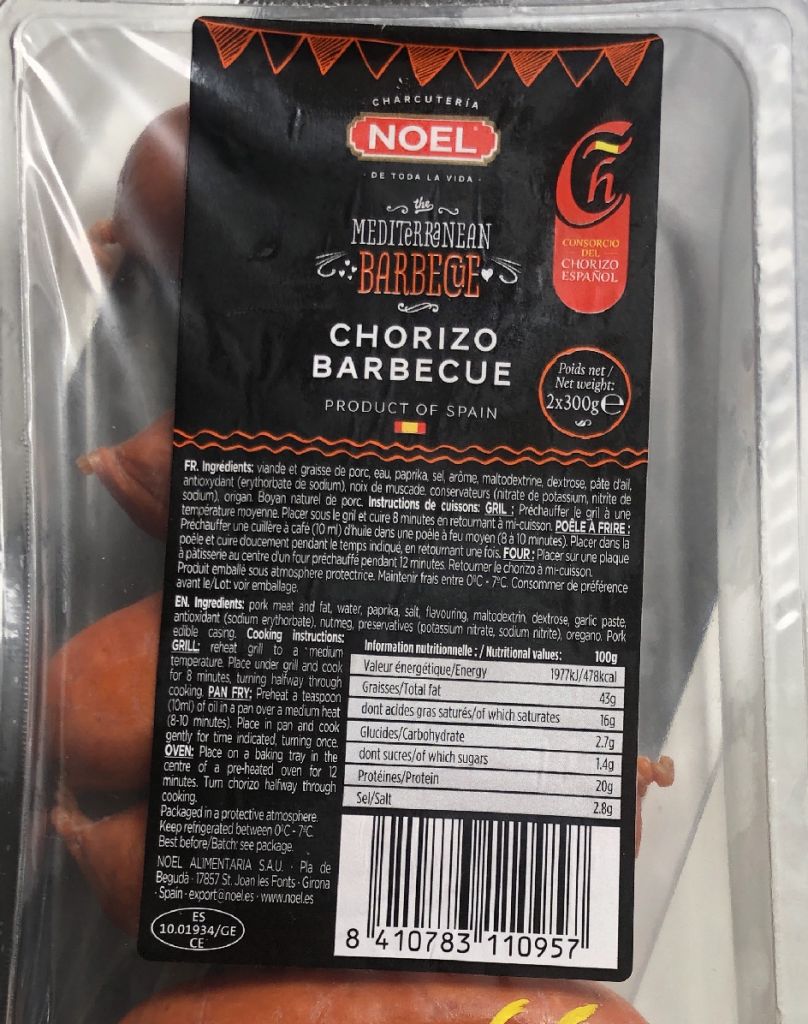 CHARCUTERÍA
NOEL
· DE TODA LA VIDA ·
the
MEDITERRANEAN
BARBECUE
CHORIZO
BARBECUE
PRODUCT OF SPAIN
Ch
CONSORCIO
DEL
CHORIZO
ESPAÑOL
Poids net /
Net weight:
2x300g e
FR. Ingrédients: viande et graisse de porc, eau, paprika, sel, arôme, maltodextrine, dextrose, pâte d'ail,
antioxydant (erythorbate de sodium), noix de muscade, conservateurs (nitrate de potassium, nitrite de
sodium), origan. Boyan naturel de porc. Instructions de cuissons: GRIL : Préchauffer le gril à une
température moyenne. Placer sous le gril et cuire 8 minutes en retournant à mi-cuisson. POÊLE À FRIRE :
Préchauffer une cuillère à café (10 ml) d'huile dans une poêle à feu moyen (8 à 10 minutes). Placer dans la
poêle et cuire doucement pendant le temps indiqué, en retournant une fois. FOUR : Placer sur une plaque
à pâtisserie au centre d'un four préchauffé pendant 12 minutes. Retourner le chorizo à mi-cuisson.
Produit emballé sous atmosphere protectrice. Maintenir frais entre 0ºC - 7ºC. Consommer de préférence
avant le/Lot: voir emballage.
EN. Ingredients: pork meat and fat, water, paprika, salt, flavouring, maltodextrin, dextrose, garlic paste,
antioxidant (sodium erythorbate), nutmeg, preservatives (potassium nitrate, sodium nitrite), oregano. Pork
edible casing. Cooking instructions:
GRILL: reheat grill to a medium
temperature. Place under grill and cook
for 8 minutes, turning halfway through
cooking. PAN FRY: Preheat a teaspoon
(10ml) of oil in a pan over a medium heat
(8-10 minutes). Place in pan and cook
gently for time indicated, turning once.
OVEN: Place on a baking tray in the
centre of a pre-heated oven for 12
minutes. Turn chorizo halfway through
cooking.
Packaged in a protective atmosphere.
Keep refrigerated between 0ºC - 7ºC.
Best before/Batch: see package.
NOEL ALIMENTARIA S.A.U. · Pla de
Begudà · 17857 St. Joan les Fonts · Girona
· Spain · export@noel.es · www.noel.es
ES
10.01934/GE
CE
Information nutritionnelle : / Nutritional values: 100g
Valeur énergétique/Energy 1977kJ/478kcal
Graisses/Total fat 43g
dont acides gras saturés/of which saturates 16g
Glucides/Carbohydrate 2.7g
dont sucres/of which sugars 1.4g
Protéines/Protein 20g
Sel/Salt 2.8g
8 410783 110957